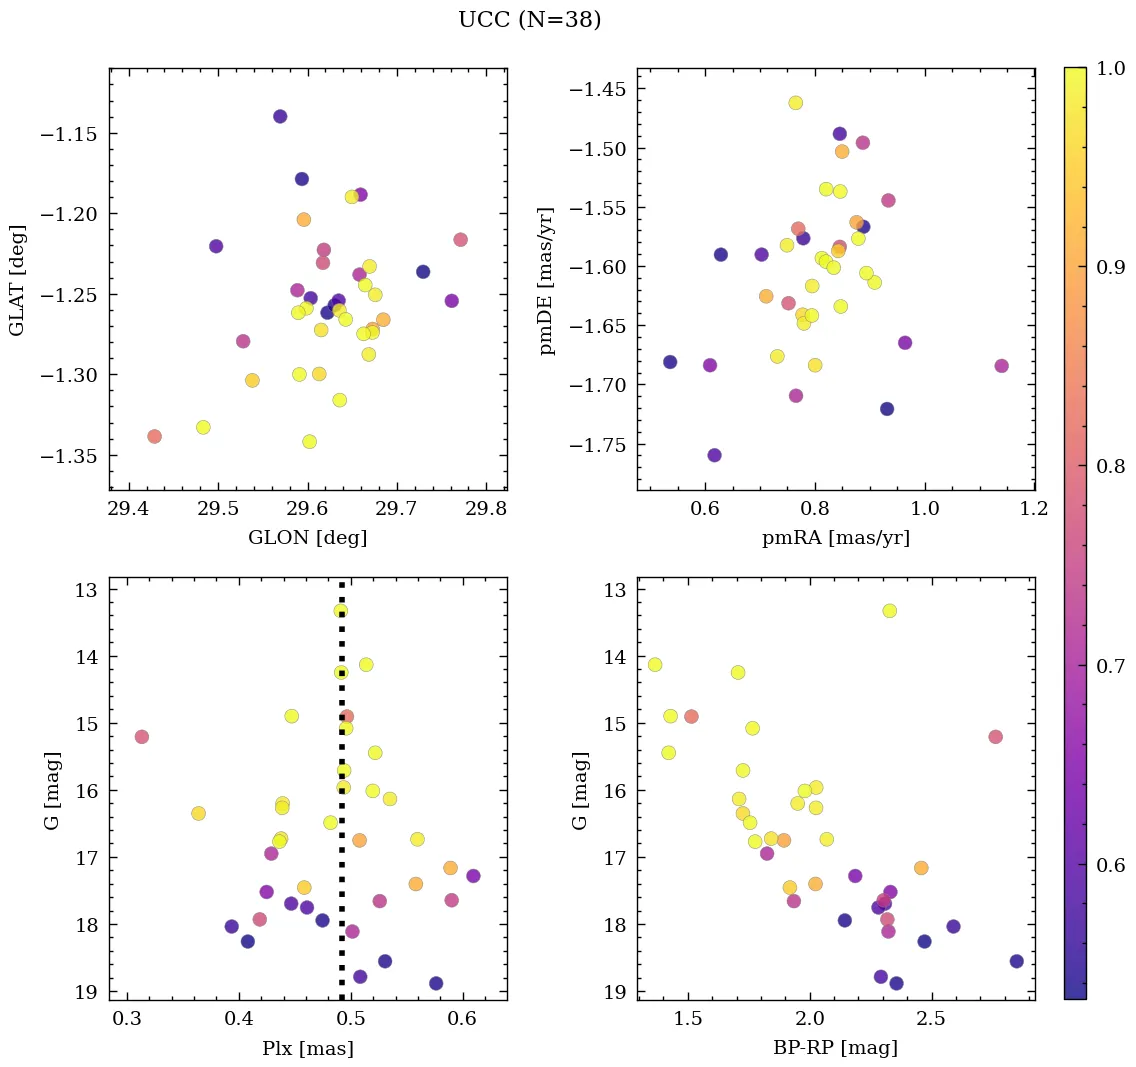 UCC (N=38)
−1.15
−1.20
−1.25
−1.30
−1.35
GLAT [deg]
29.4 29.5 29.6 29.7 29.8
GLON [deg]
−1.45
−1.50
−1.55
−1.60
−1.65
−1.70
−1.75
pmDE [mas/yr]
0.6 0.8 1.0 1.2
pmRA [mas/yr]
1.0
0.9
0.8
0.7
0.6
13
14
15
16
17
18
19
G [mag]
0.3 0.4 0.5 0.6
Plx [mas]
13
14
15
16
17
18
19
G [mag]
1.5 2.0 2.5
BP-RP [mag]